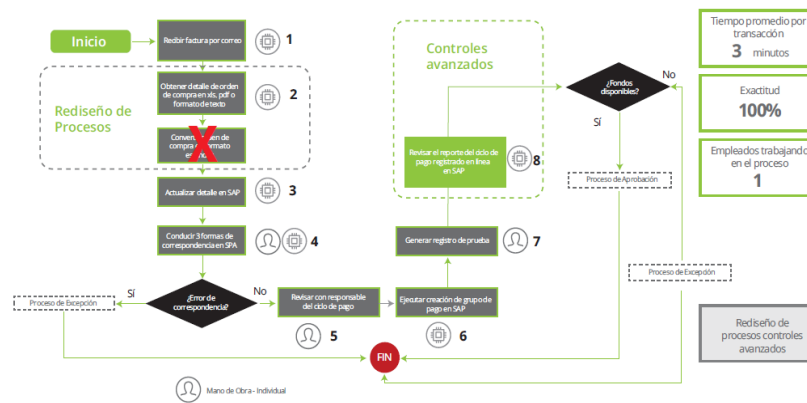 Inicio
Recibir factura por correo
1
Rediseño de
Procesos
Obtener detalle de orden
de compra en xls, pdf o
formato de texto
2
de
compra
formato
Actualizar detalle en SAP
3
Conducir 3 formas de
correspondencia en SPA
4
¿Error de
correspondencia?
Sí
No
Proceso de Excepción
Revisar con responsable
del ciclo de pago
5
Ejecutar creación de grupo de
pago en SAP
6
Generar registro de prueba
7
Controles
avanzados
Revisar el reporte del ciclo de
pago registrado en línea
en SAP
8
¿Fondos
disponibles?
No
Sí
Proceso de Aprobación
Proceso de Excepción
FIN
Mano de Obra - Individual
Tiempo promedio por
transacción
3 minutos
Exactitud
100%
Empleados trabajando
en el proceso
1
Rediseño de
procesos controles
avanzados